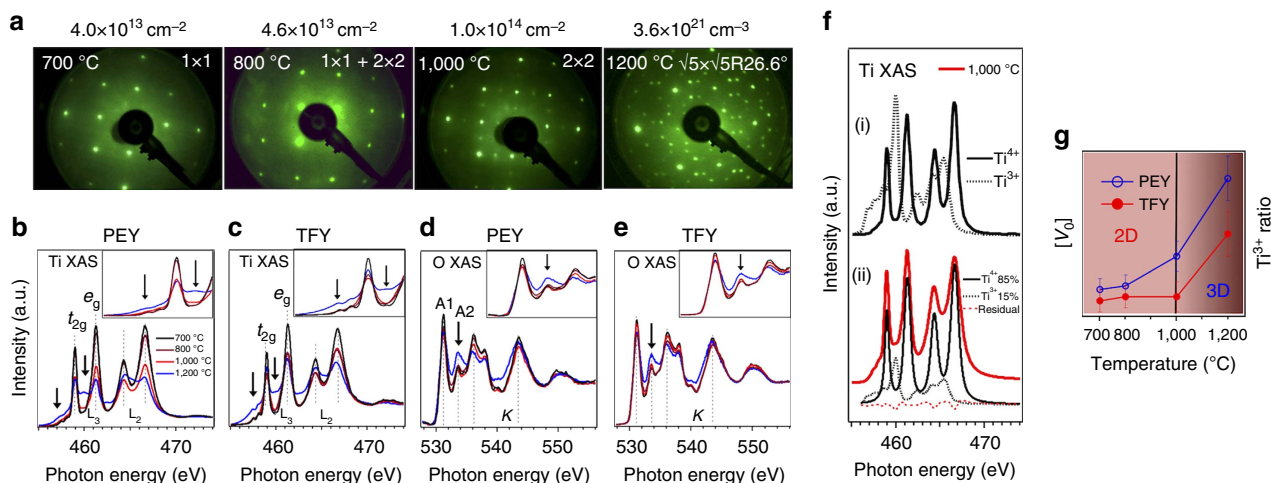 a
4.0×10¹³ cm⁻²
4.6×10¹³ cm⁻²
1.0×10¹⁴ cm⁻²
3.6×10²¹ cm⁻³
700 °C 1×1
800 °C 1×1 + 2×2
1,000 °C 2×2
1200 °C √5×√5R26.6°
b
PEY
Ti XAS
e_g
t_2g
700 °C
800 °C
1,000 °C
1,200 °C
L₃
L₂
460 470
Photon energy (eV)
Intensity (a.u.)
c
TFY
Ti XAS
e_g
t_2g
L₃
L₂
460 470
Photon energy (eV)
d
PEY
O XAS
A1
A2
K
530 540 550
Photon energy (eV)
e
TFY
O XAS
K
530 540 550
Photon energy (eV)
f
Ti XAS
1,000 °C
(i)
Ti⁴⁺
Ti³⁺
(ii)
Ti⁴⁺ 85%
Ti³⁺ 15%
Residual
460 470
Photon energy (eV)
Intensity (a.u.)
g
PEY
TFY
2D
3D
[V₀]
Ti³⁺ ratio
700 800 1,000 1,200
Temperature
(°C)